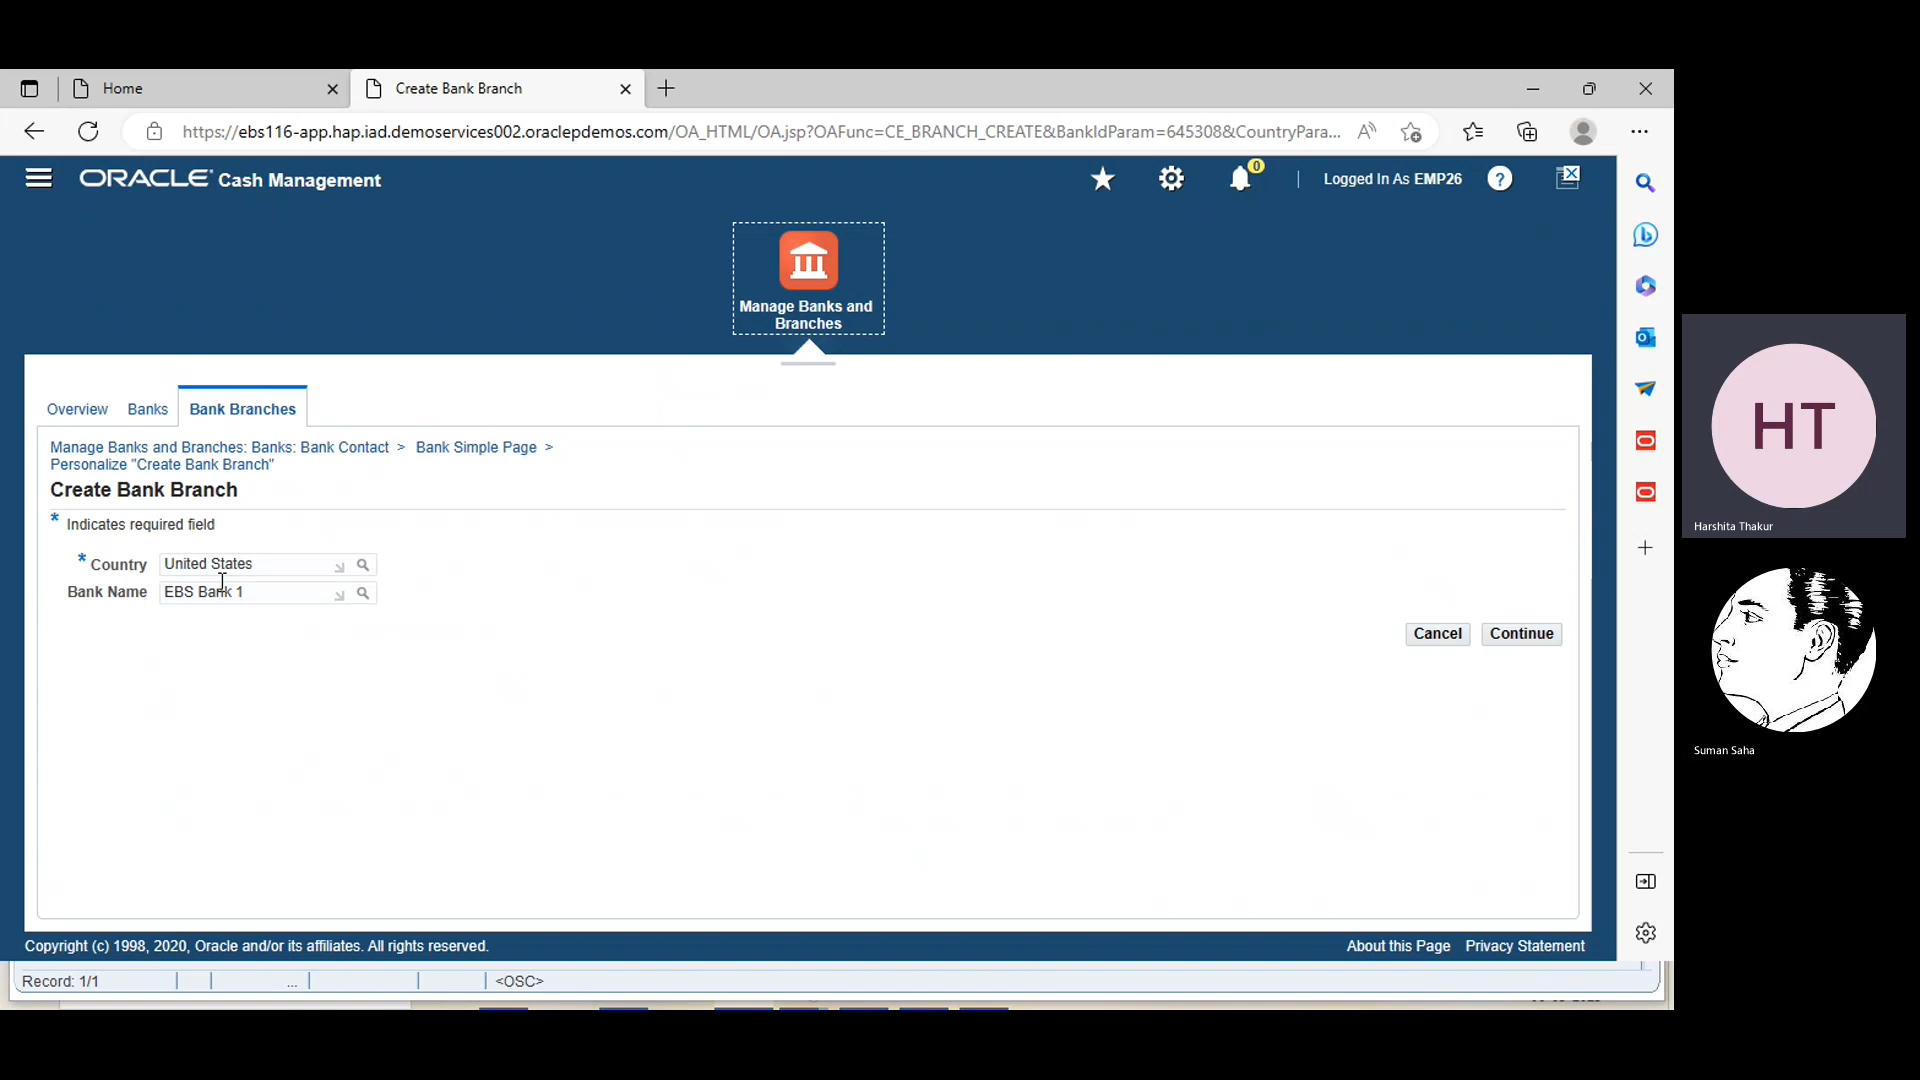 Home
Create Bank Branch
https://ebs116-app.hap.iad.demoservices002.oraclepdemos.com/OA_HTML/OA.jsp?OAFunc=CE_BRANCH_CREATE&BankIdParam=645308&CountryPara...
ORACLE Cash Management
0
Logged In As EMP26
?
Manage Banks and
Branches
Overview
Banks
Bank Branches
Manage Banks and Branches: Banks: Bank Contact > Bank Simple Page >
Personalize "Create Bank Branch"
Create Bank Branch
* Indicates required field
* Country United States
Bank Name EBS Bank 1
Cancel
Continue
Copyright (c) 1998, 2020, Oracle and/or its affiliates. All rights reserved.
About this Page
Privacy Statement
Record: 1/1
...
<OSC>
HT
Harshita Thakur
Suman Saha